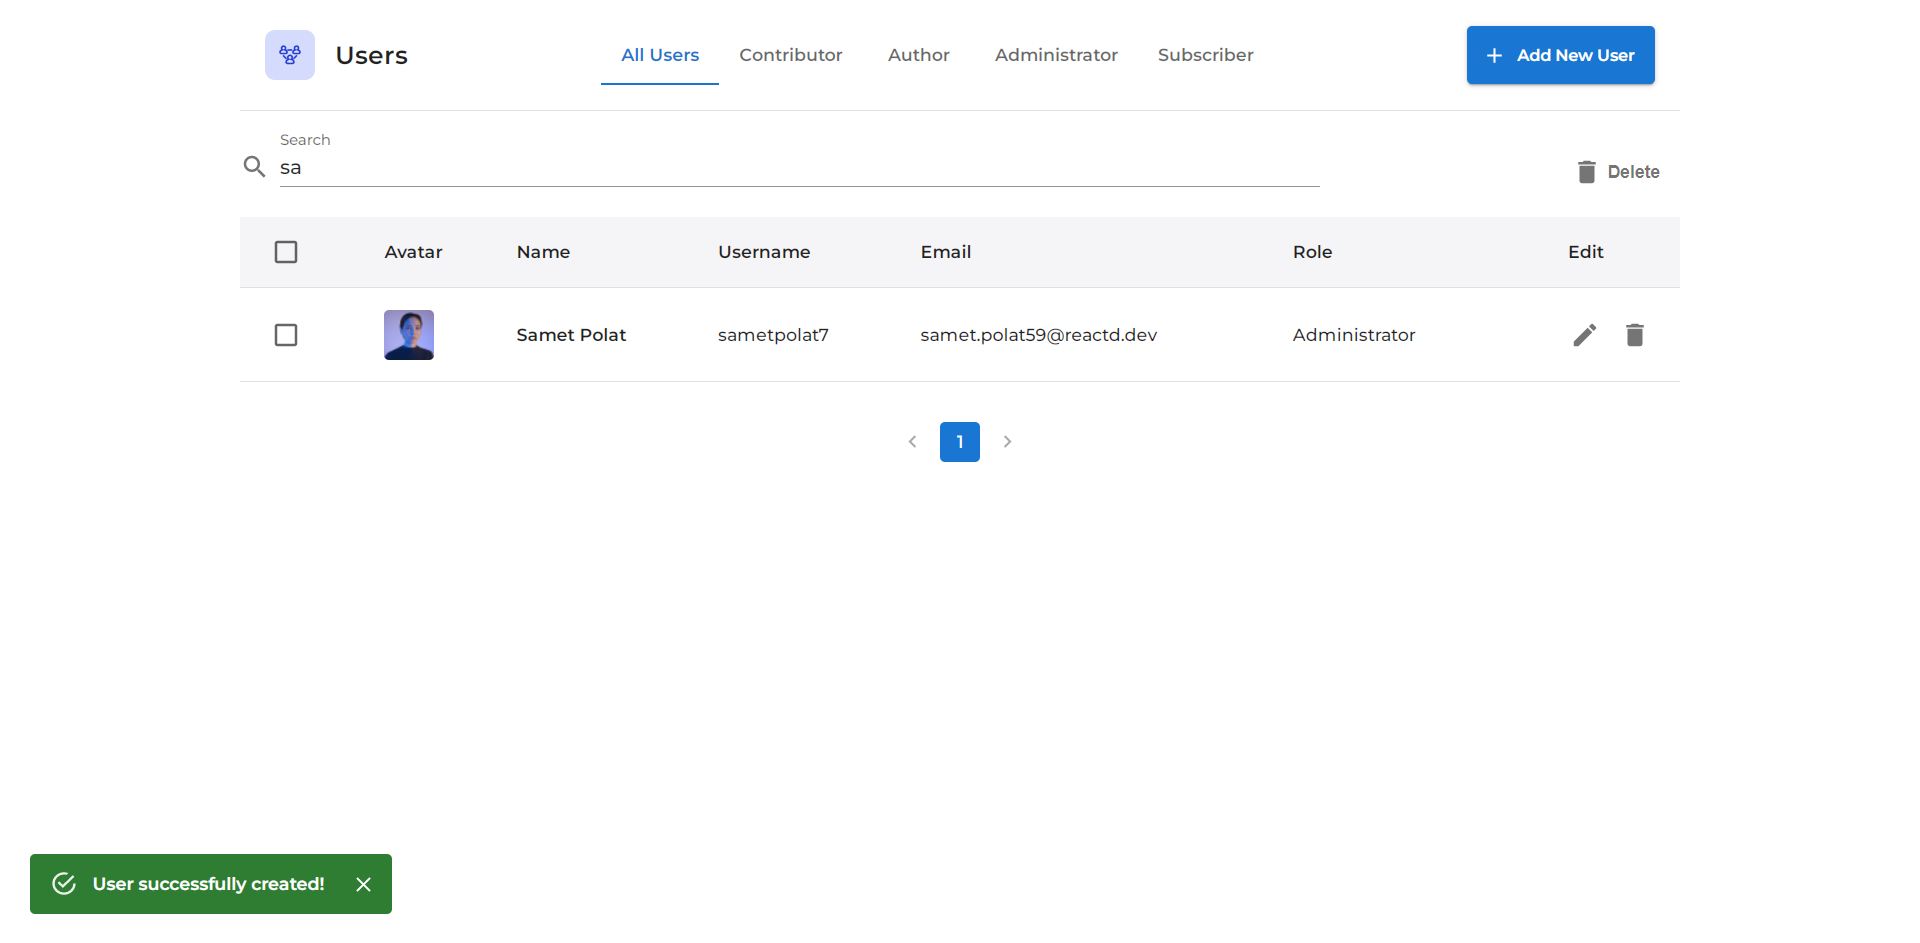 Users
All Users Contributor Author Administrator Subscriber
Add New User
Search
sa
Delete
Avatar Name Username Email Role Edit
Samet Polat sametpolat7 samet.polat59@reactd.dev Administrator
1
User successfully created!